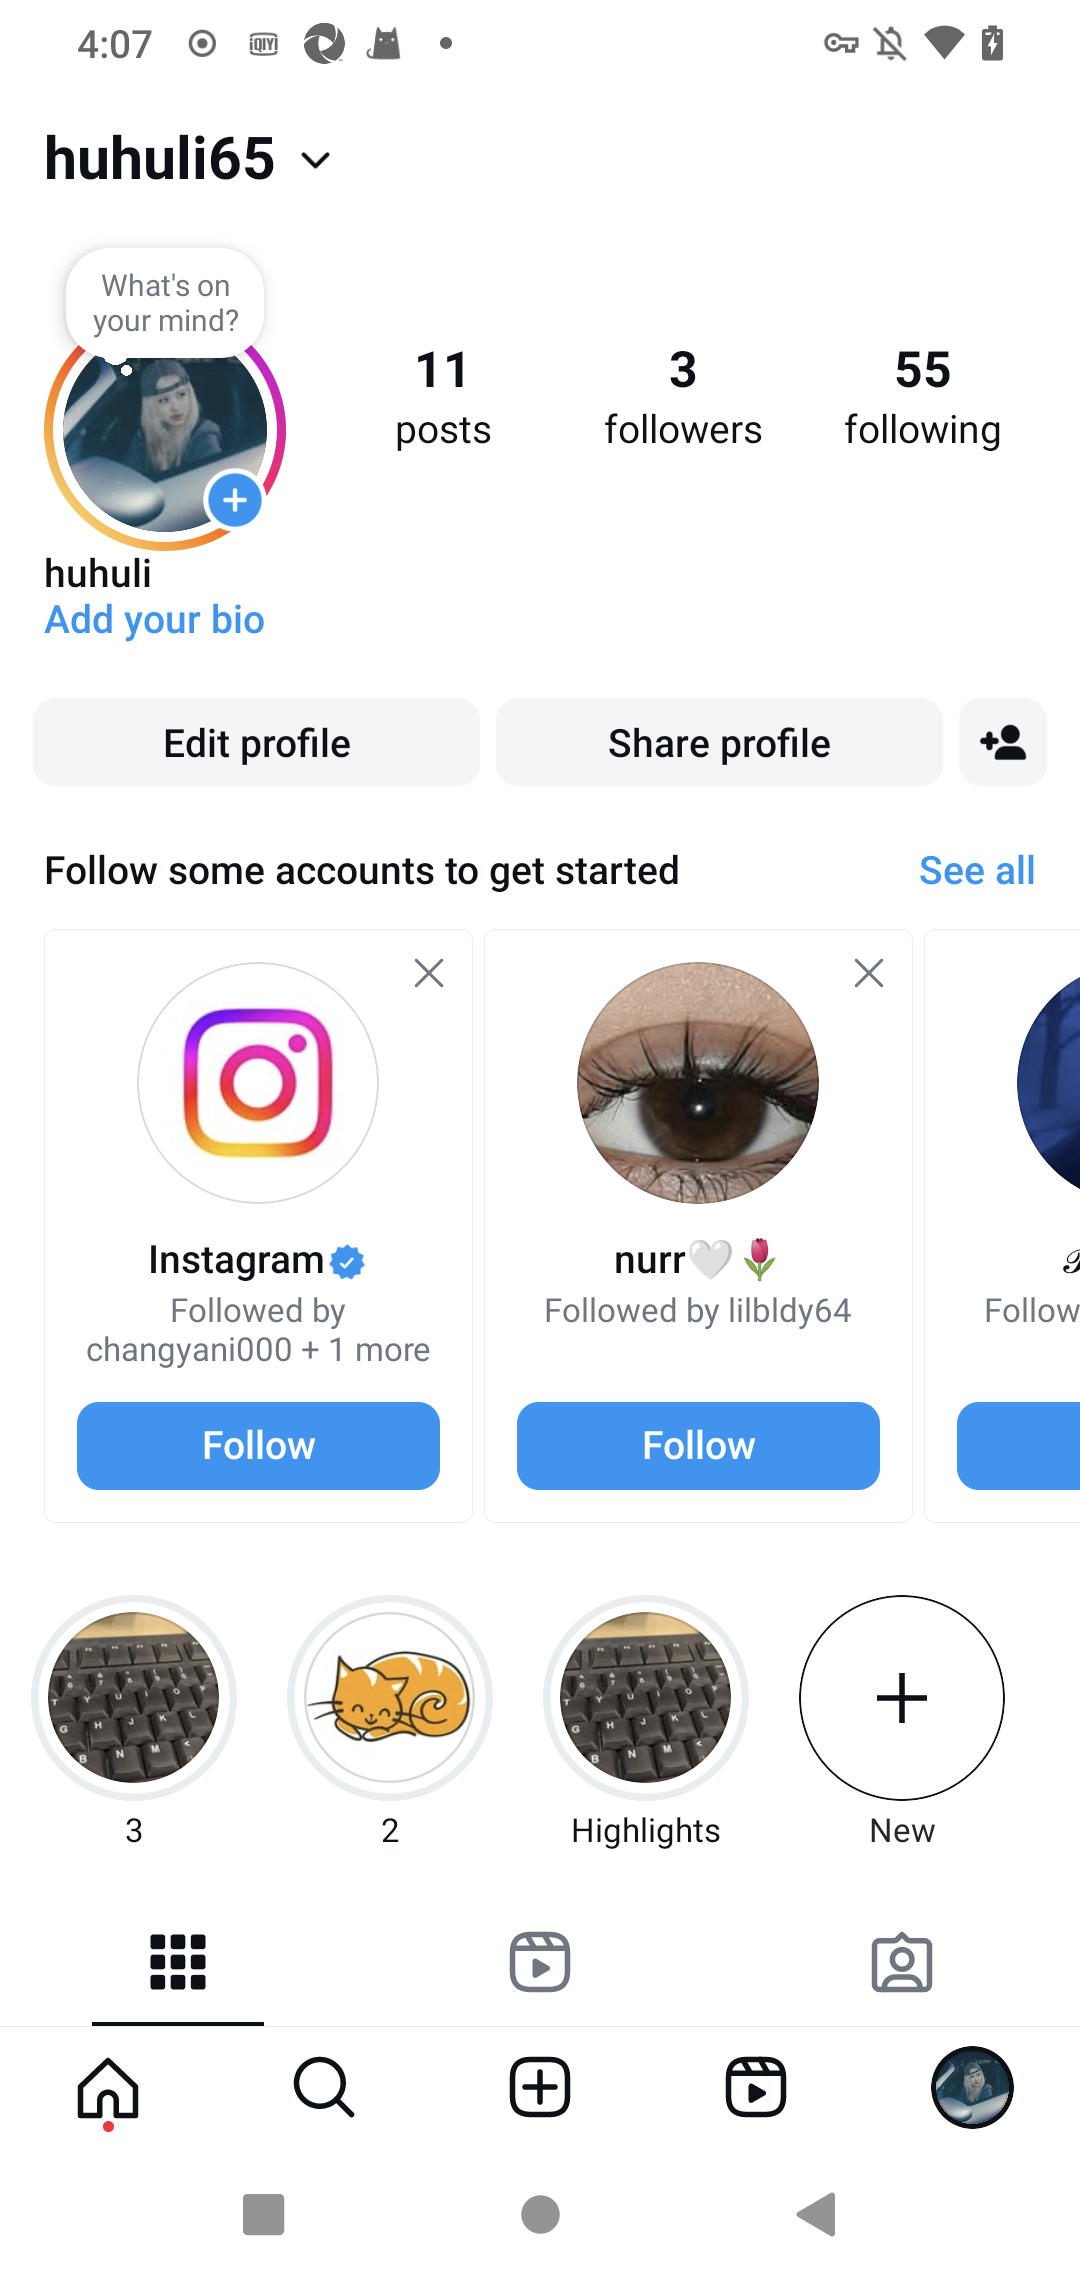 4:07
iQIYI
huhuli65
What's on
your mind?
11
posts
3
followers
55
following
huhuli
Add your bio
Edit profile
Share profile
Follow some accounts to get started
See all
Instagram
Followed by
changyani000 + 1 more
Follow
nurr🤍🌷
Followed by lilbldy64
Follow
Follow
3
2
Highlights
New